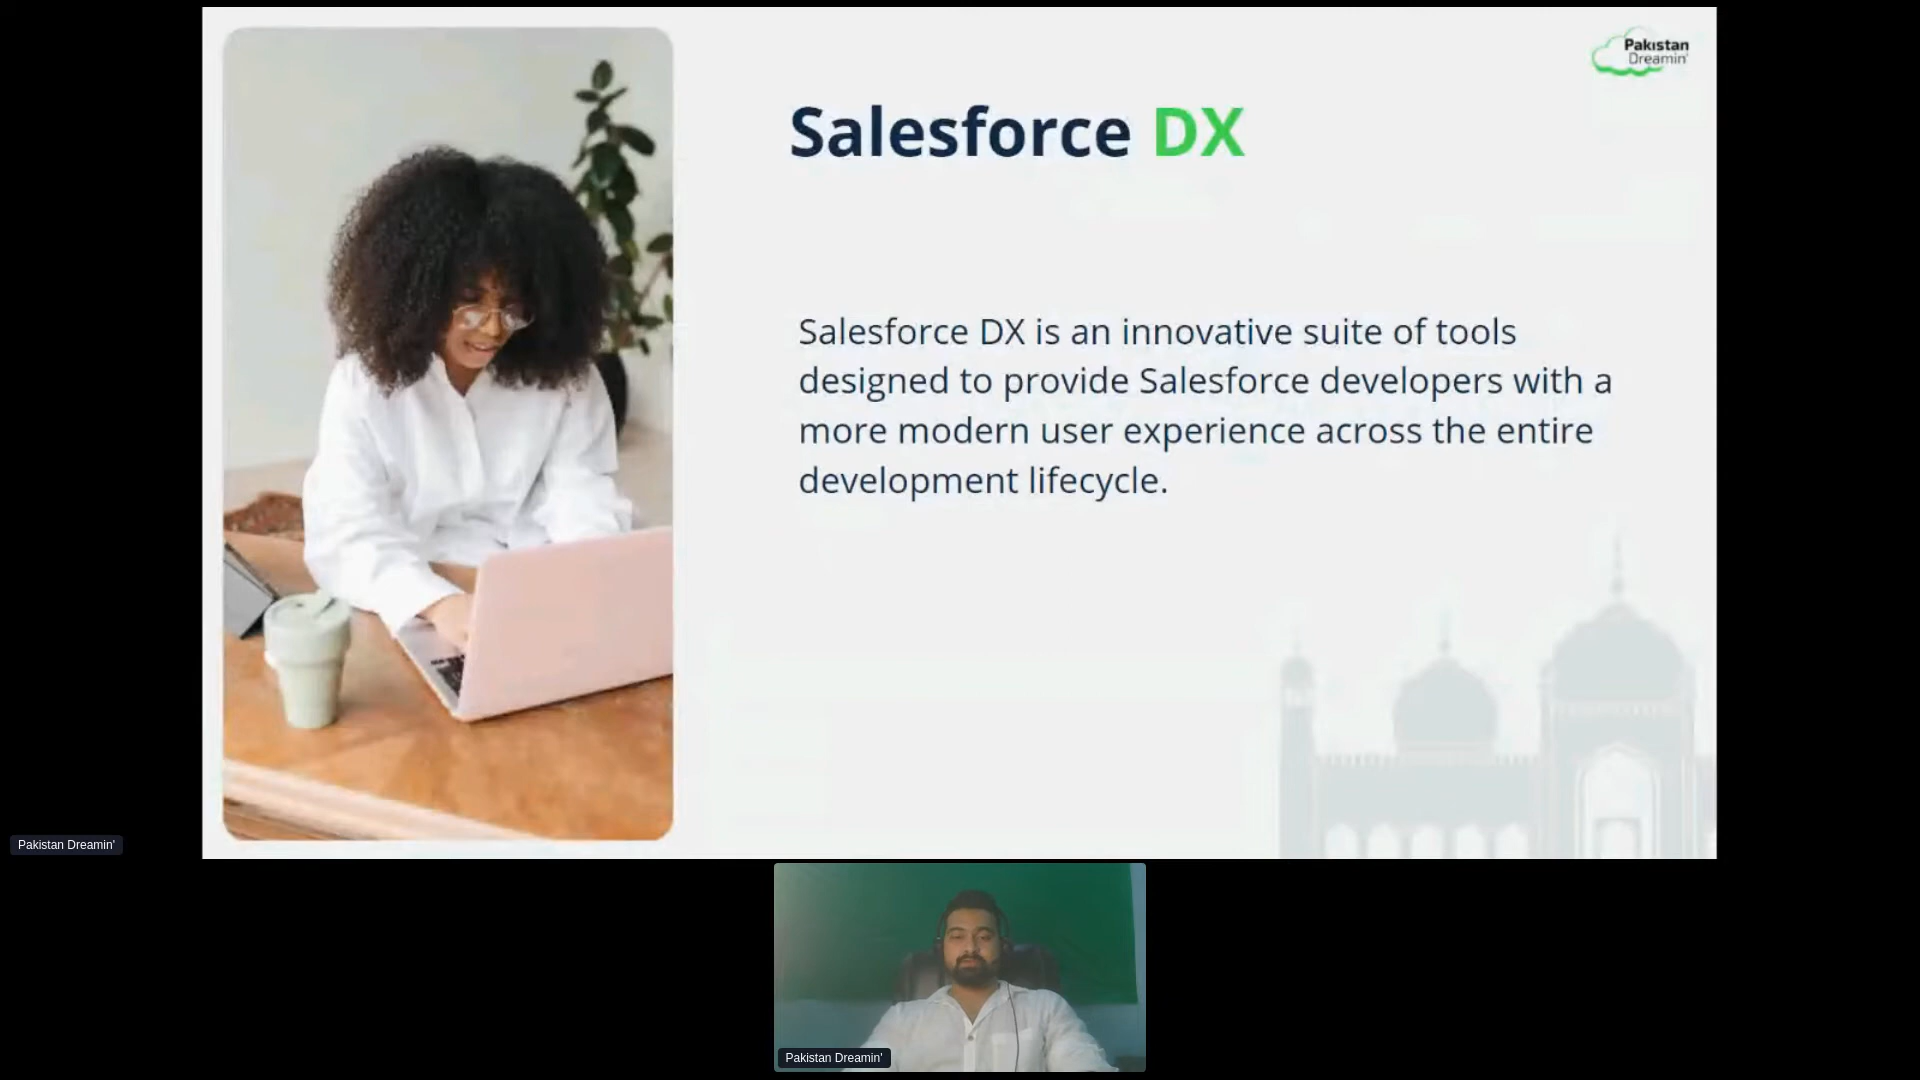 Pakistan
Dreamin'
Salesforce DX
Salesforce DX is an innovative suite of tools
designed to provide Salesforce developers with a
more modern user experience across the entire
development lifecycle.
Pakistan Dreamin'
Pakistan Dreamin'